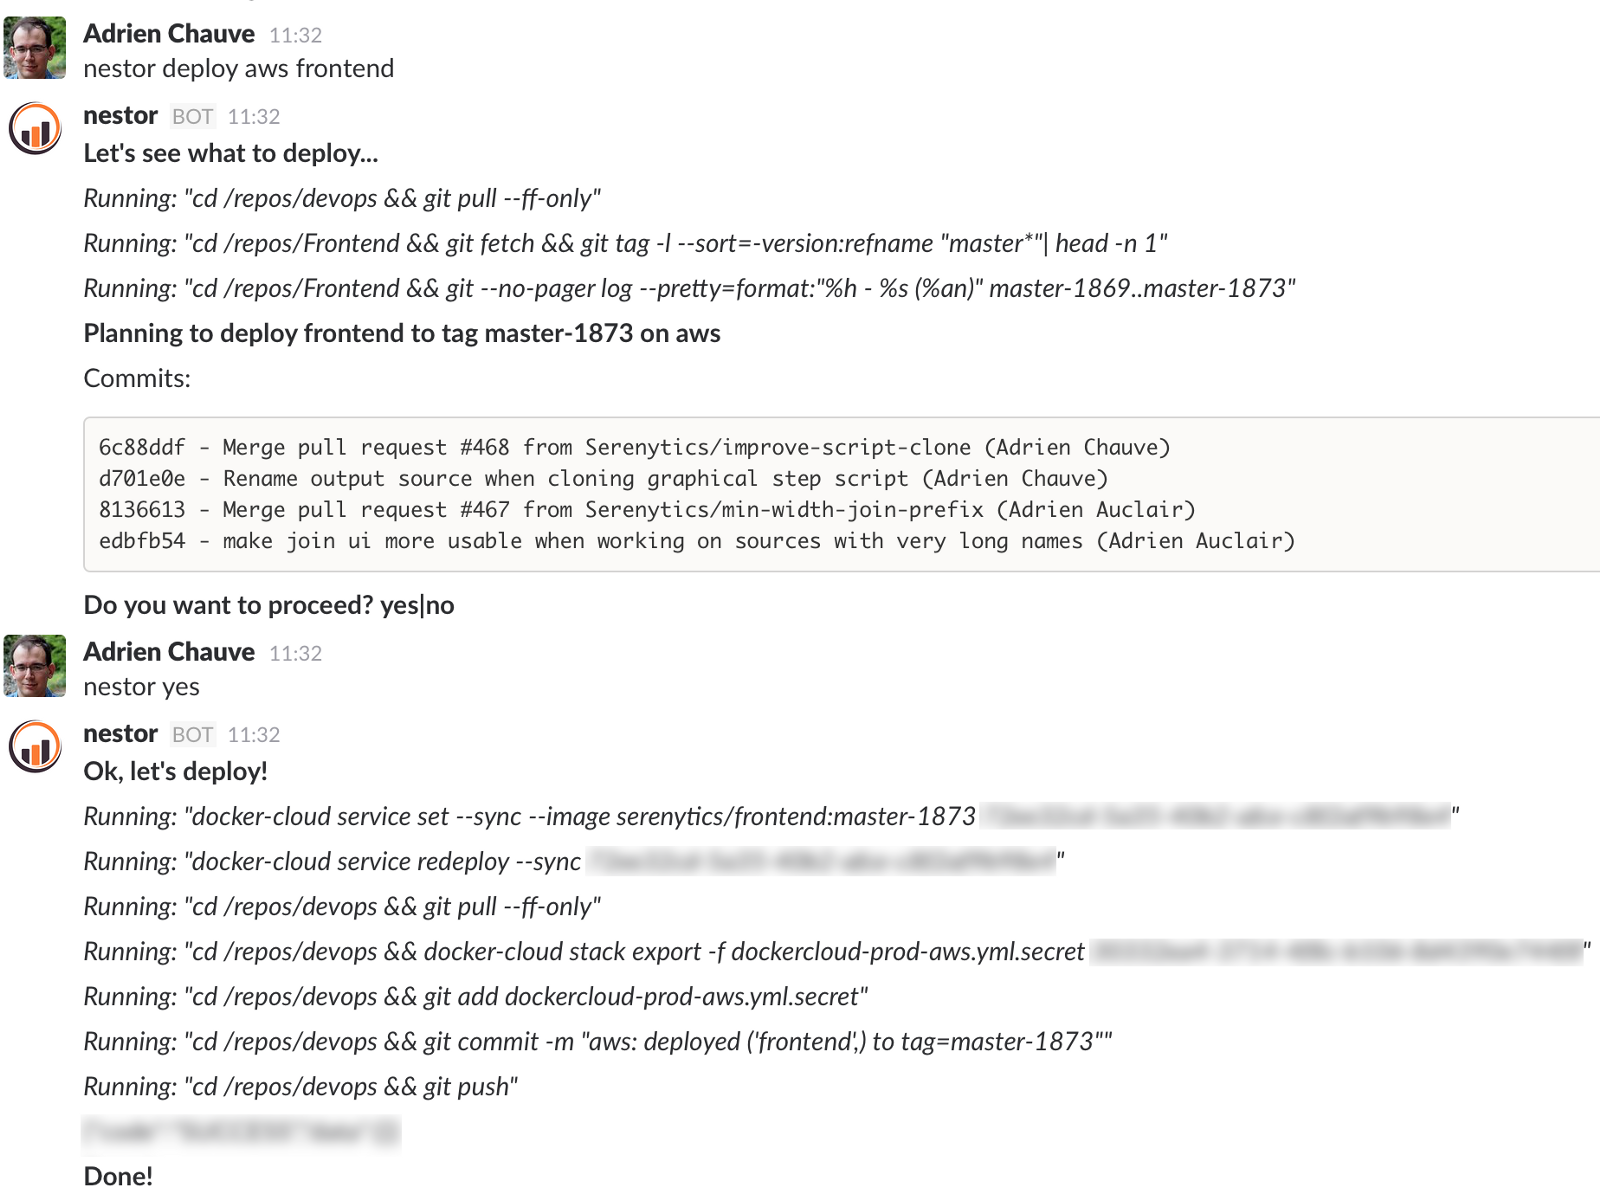 Adrien Chauve 11:32
nestor deploy aws frontend
nestor BOT 11:32
Let's see what to deploy...
Running: "cd /repos/devops && git pull --ff-only"
Running: "cd /repos/Frontend && git fetch && git tag -l --sort=-version:refname "master*"| head -n 1"
Running: "cd /repos/Frontend && git --no-pager log --pretty=format:"%h - %s (%an)" master-1869..master-1873"
Planning to deploy frontend to tag master-1873 on aws
Commits:
6c88ddf - Merge pull request #468 from Serenytics/improve-script-clone (Adrien Chauve)
d701e0e - Rename output source when cloning graphical step script (Adrien Chauve)
8136613 - Merge pull request #467 from Serenytics/min-width-join-prefix (Adrien Auclair)
edbfb54 - make join ui more usable when working on sources with very long names (Adrien Auclair)
Do you want to proceed? yes|no
Adrien Chauve 11:32
nestor yes
nestor BOT 11:32
Ok, let's deploy!
Running: "docker-cloud service set --sync --image serenytics/frontend:master-1873 "
Running: "docker-cloud service redeploy --sync "
Running: "cd /repos/devops && git pull --ff-only"
Running: "cd /repos/devops && docker-cloud stack export -f dockercloud-prod-aws.yml.secret "
Running: "cd /repos/devops && git add dockercloud-prod-aws.yml.secret"
Running: "cd /repos/devops && git commit -m "aws: deployed ('frontend',) to tag=master-1873""
Running: "cd /repos/devops && git push"
Done!